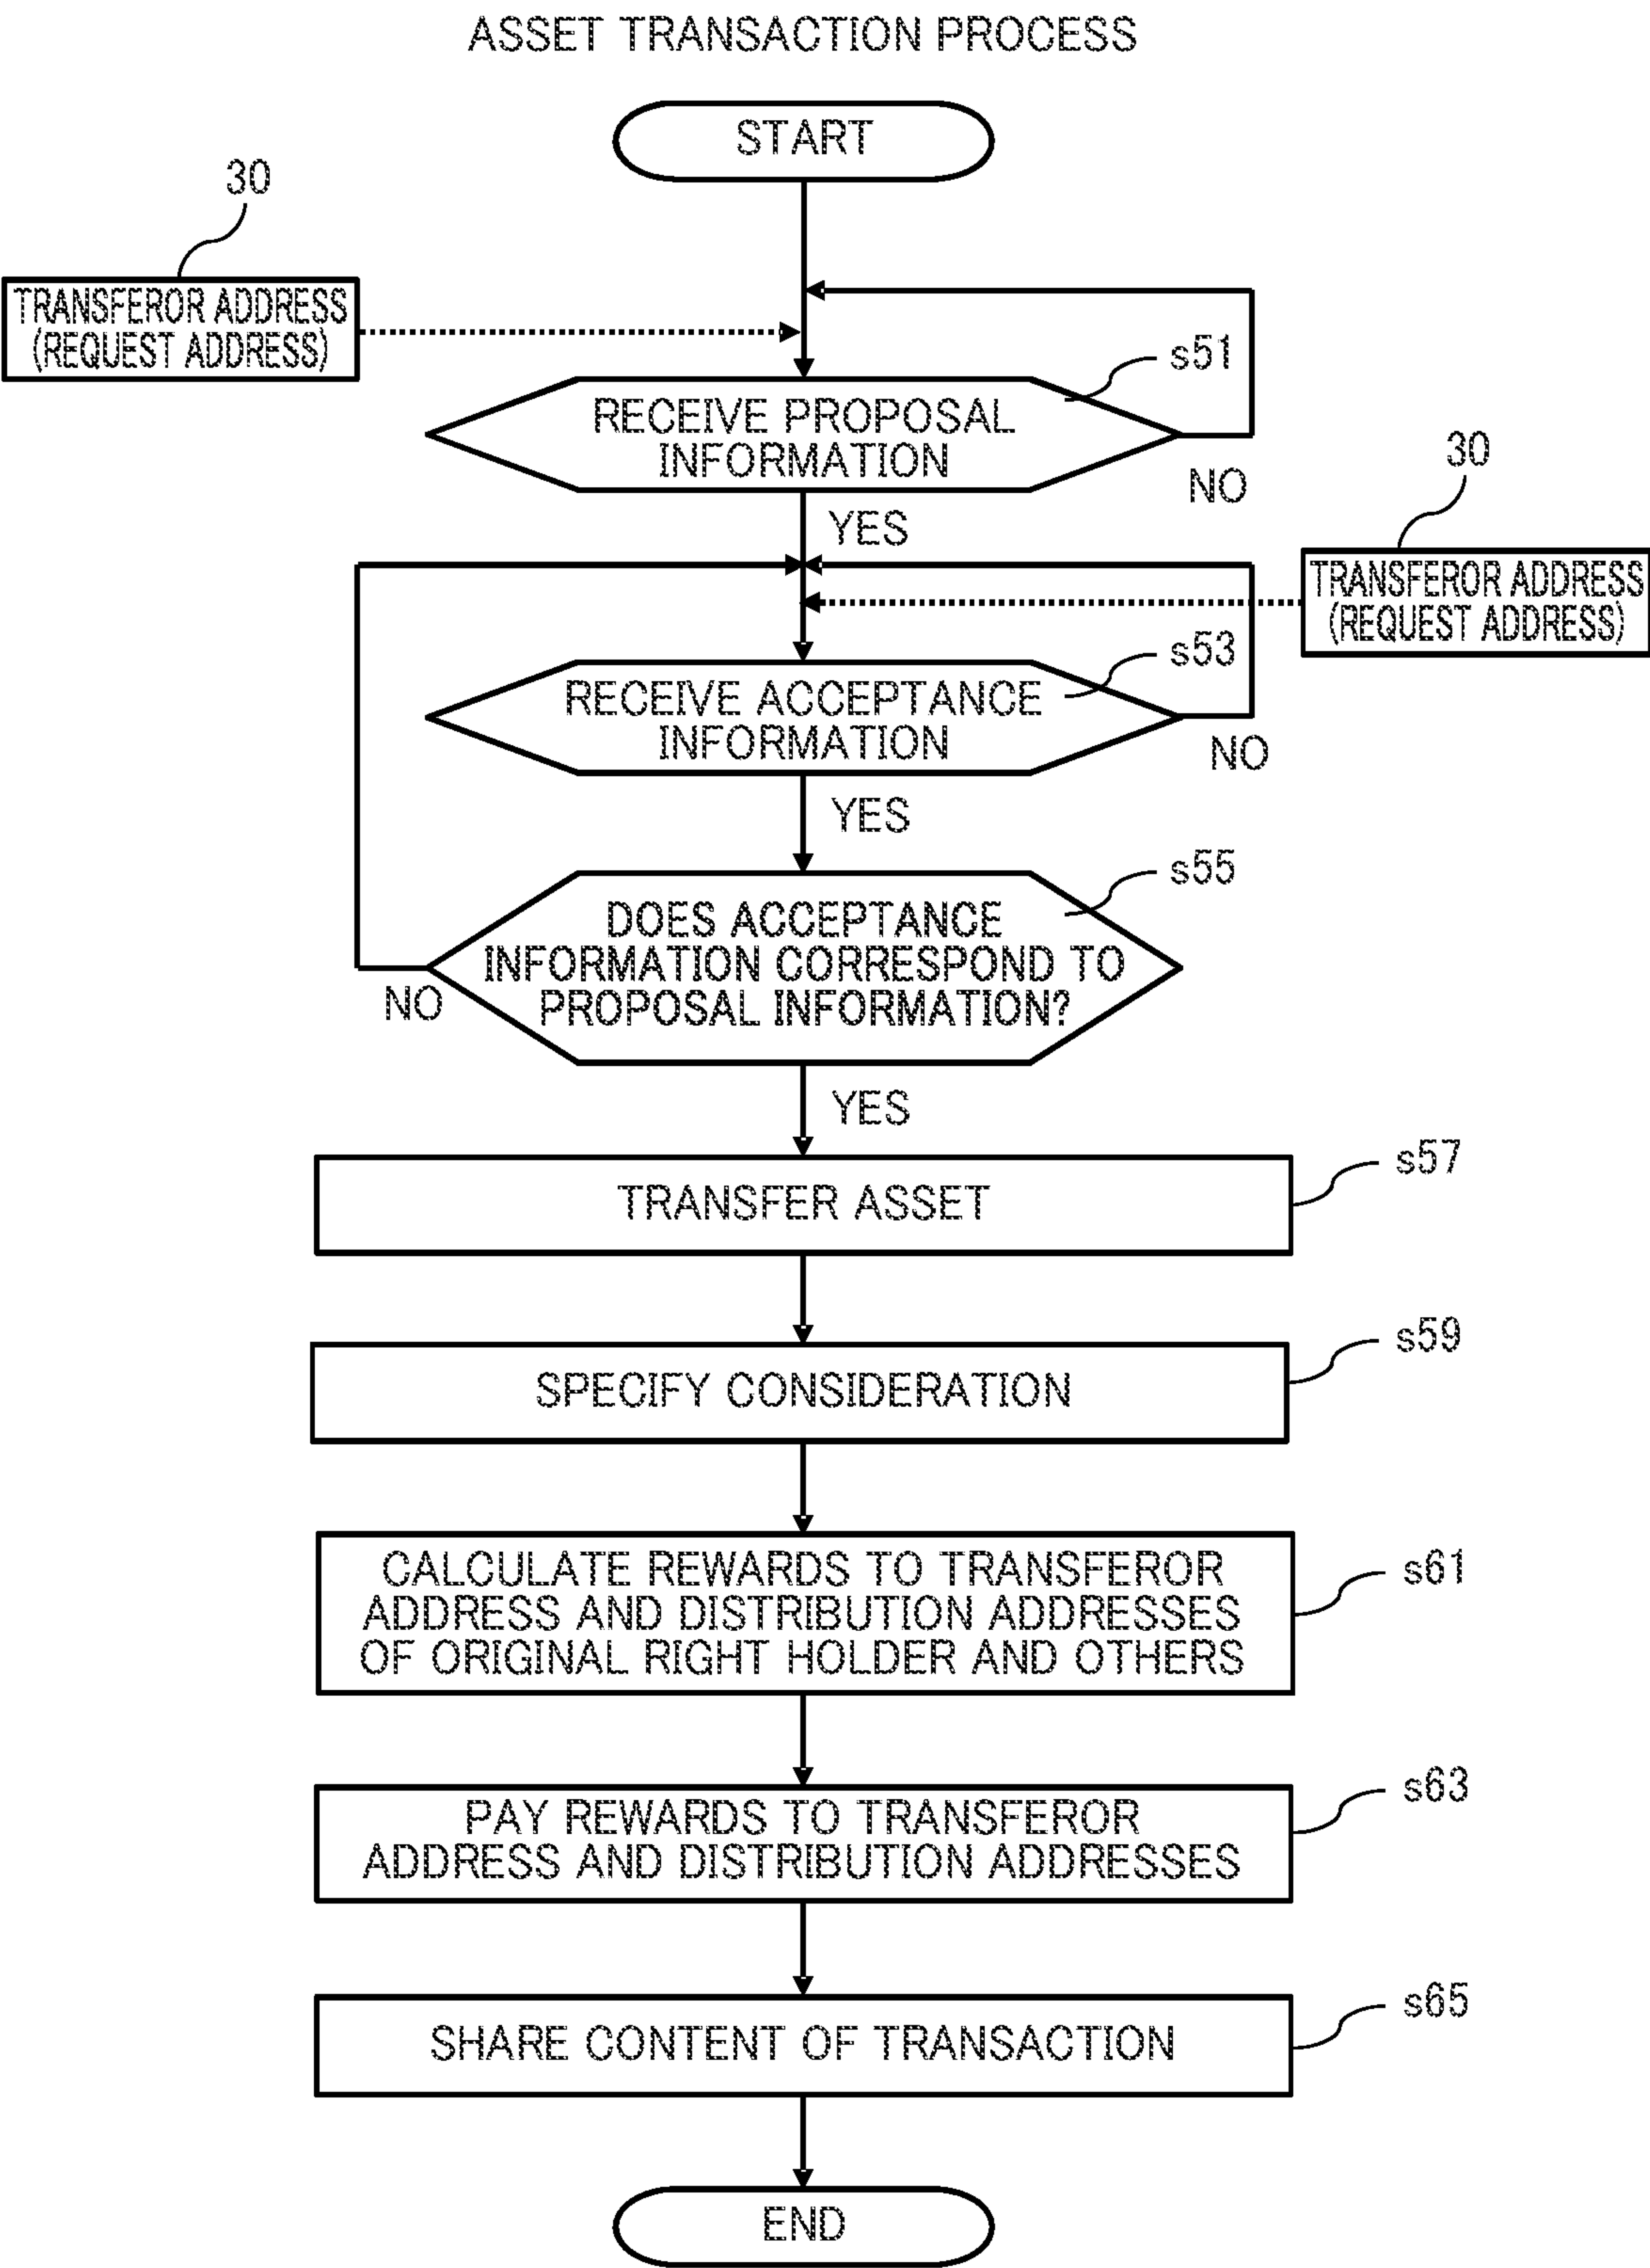 ASSET TRANSACTION PROCESS
START
30
TRANSFEROR ADDRESS
(REQUEST ADDRESS)
s51
RECEIVE PROPOSAL
INFORMATION
NO
YES
30
TRANSFEROR ADDRESS
(REQUEST ADDRESS)
s53
RECEIVE ACCEPTANCE
INFORMATION
NO
YES
s55
DOES ACCEPTANCE
INFORMATION CORRESPOND TO
PROPOSAL INFORMATION?
NO
YES
s57
TRANSFER ASSET
s59
SPECIFY CONSIDERATION
s61
CALCULATE REWARDS TO TRANSFEROR
ADDRESS AND DISTRIBUTION ADDRESSES
OF ORIGINAL RIGHT HOLDER AND OTHERS
s63
PAY REWARDS TO TRANSFEROR
ADDRESS AND DISTRIBUTION ADDRESSES
s65
SHARE CONTENT OF TRANSACTION
END